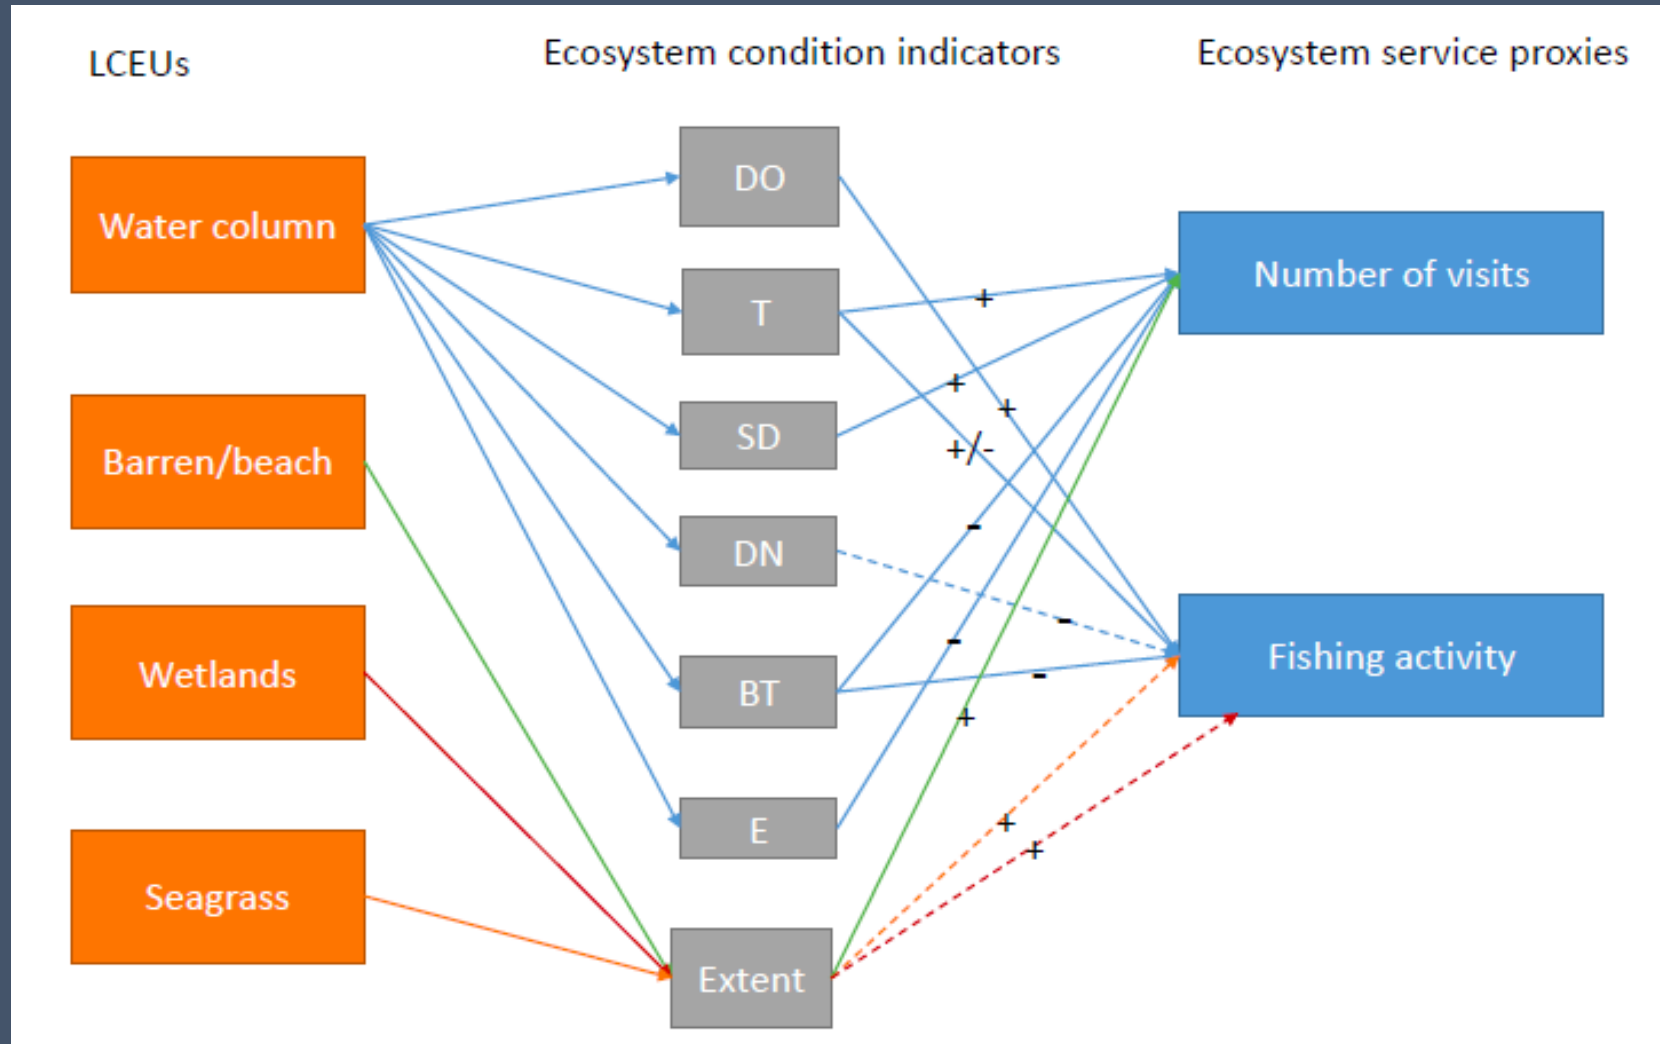 LCEUs
Ecosystem condition indicators
Ecosystem service proxies
Water column
Barren/beach
Wetlands
Seagrass
DO
T
SD
DN
BT
E
Extent
+
+
+
+/-
-
-
-
-
+
+
+
Number of visits
Fishing activity